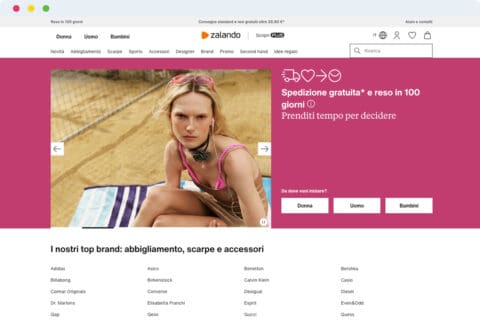 Reso in 100 giorni
Consegna standard e resi gratuiti oltre 29,90 €*
Aiuto e contatti
Donna Uomo Bambini
zalando
Scopri PLUS
IT
Novità Abbigliamento Scarpe Sports Accessori Designer Brand Promo Second hand Idee regalo
Ricerca
Spedizione gratuita* e reso in 100
giorni
Prenditi tempo per decidere
Da dove vuoi iniziare?
Donna Uomo Bambini
I nostri top brand: abbigliamento, scarpe e accessori
Adidas Asics Benetton Bershka
Billabong Birkenstock Calvin Klein Casio
Colmar Originals Converse Desigual Diesel
Dr. Martens Elisabetta Franchi Esprit Even&Odd
Gap Geox Gucci Guess